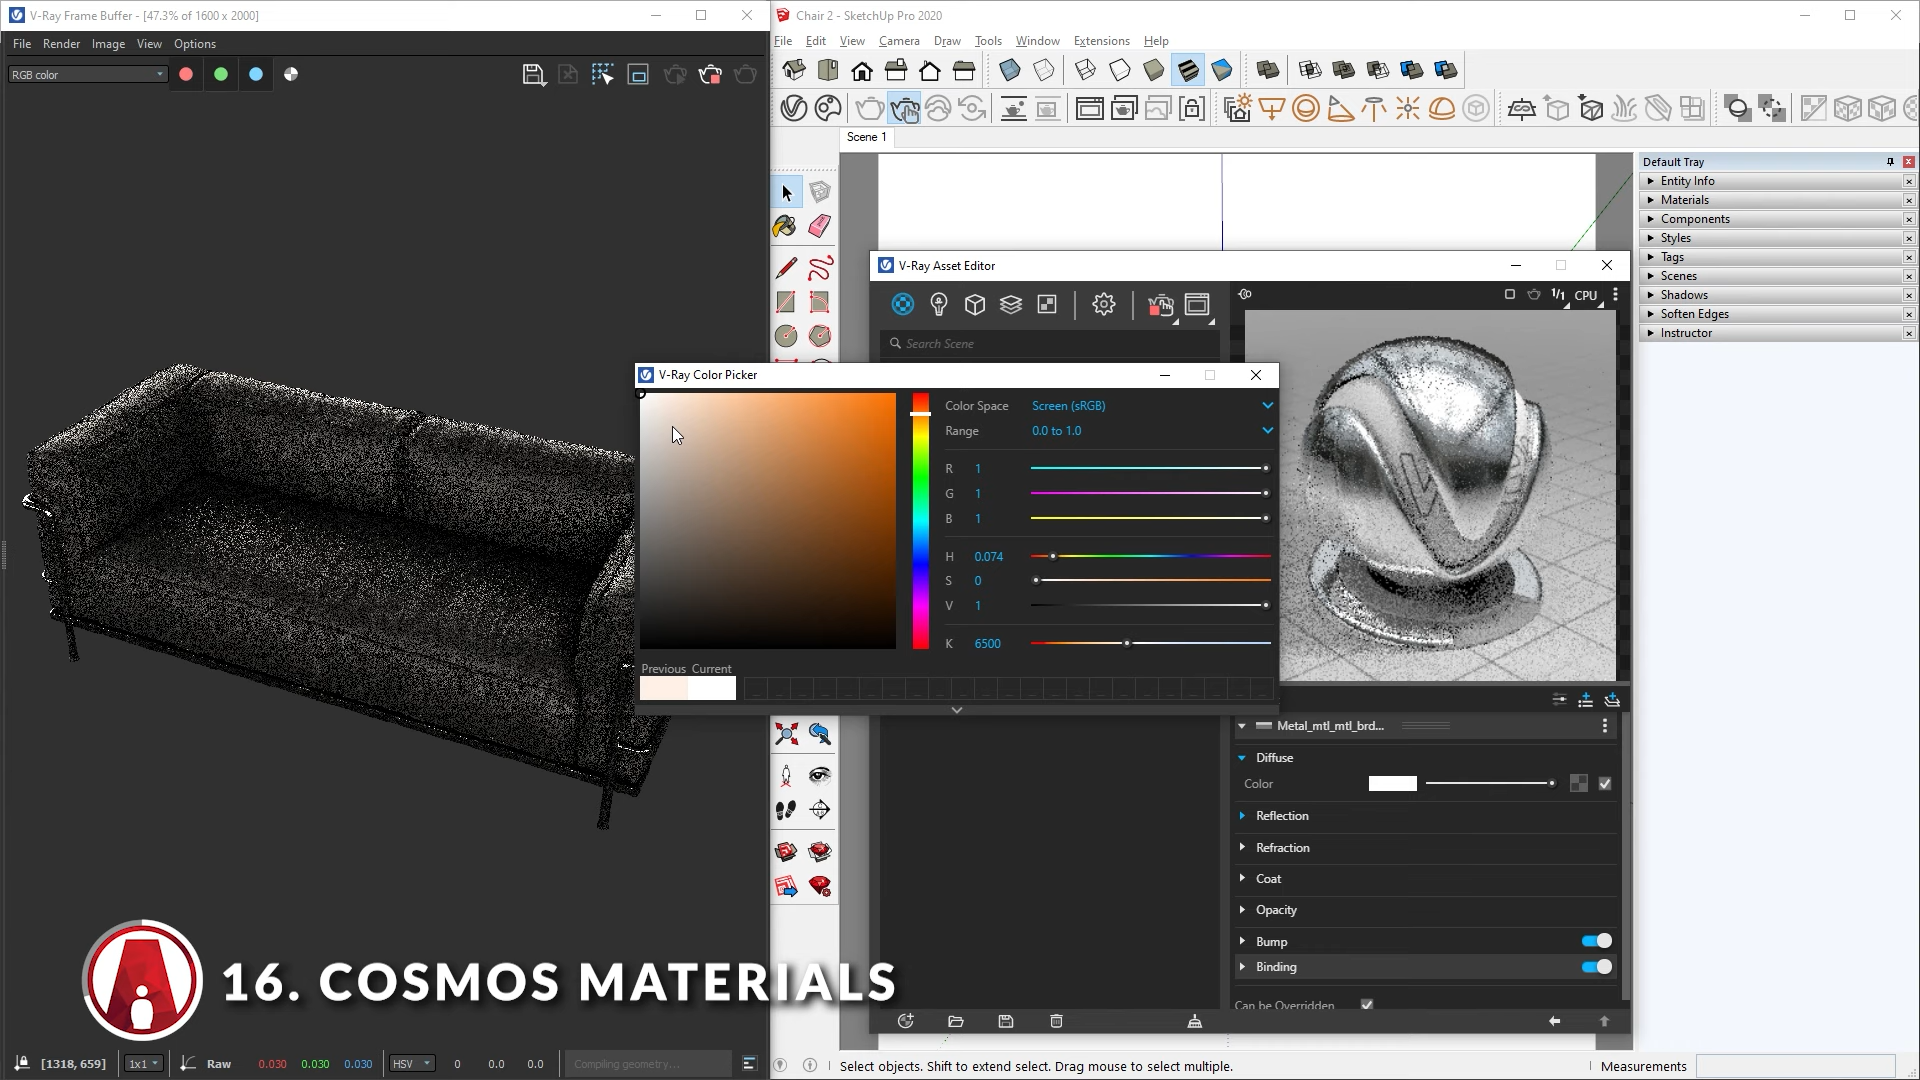 V-Ray Frame Buffer - [47.3% of 1600 x 2000]
File Render Image View Options
RGB color
Chair 2 - SketchUp Pro 2020
File Edit View Camera Draw Tools Window Extensions Help
Scene 1
Default Tray
Entity Info
Materials
Components
Styles
Tags
Scenes
Shadows
Soften Edges
Instructor
V-Ray Asset Editor
1/1 CPU
Search Scene
V-Ray Color Picker
Color Space Screen (sRGB)
Range 0.0 to 1.0
R 1
G 1
B 1
H 0.074
S 0
V 1
K 6500
Previous Current
Metal_mtl_mtl_brd...
Diffuse
Color
Reflection
Refraction
Coat
Opacity
Bump
Binding
Can be Overridden
16. COSMOS MATERIALS
[1318, 659] 1x1 Raw 0.030 0.030 0.030 HSV 0 0.0 0.0 Compiling geometry...
Select objects. Shift to extend select. Drag mouse to select multiple.
Measurements